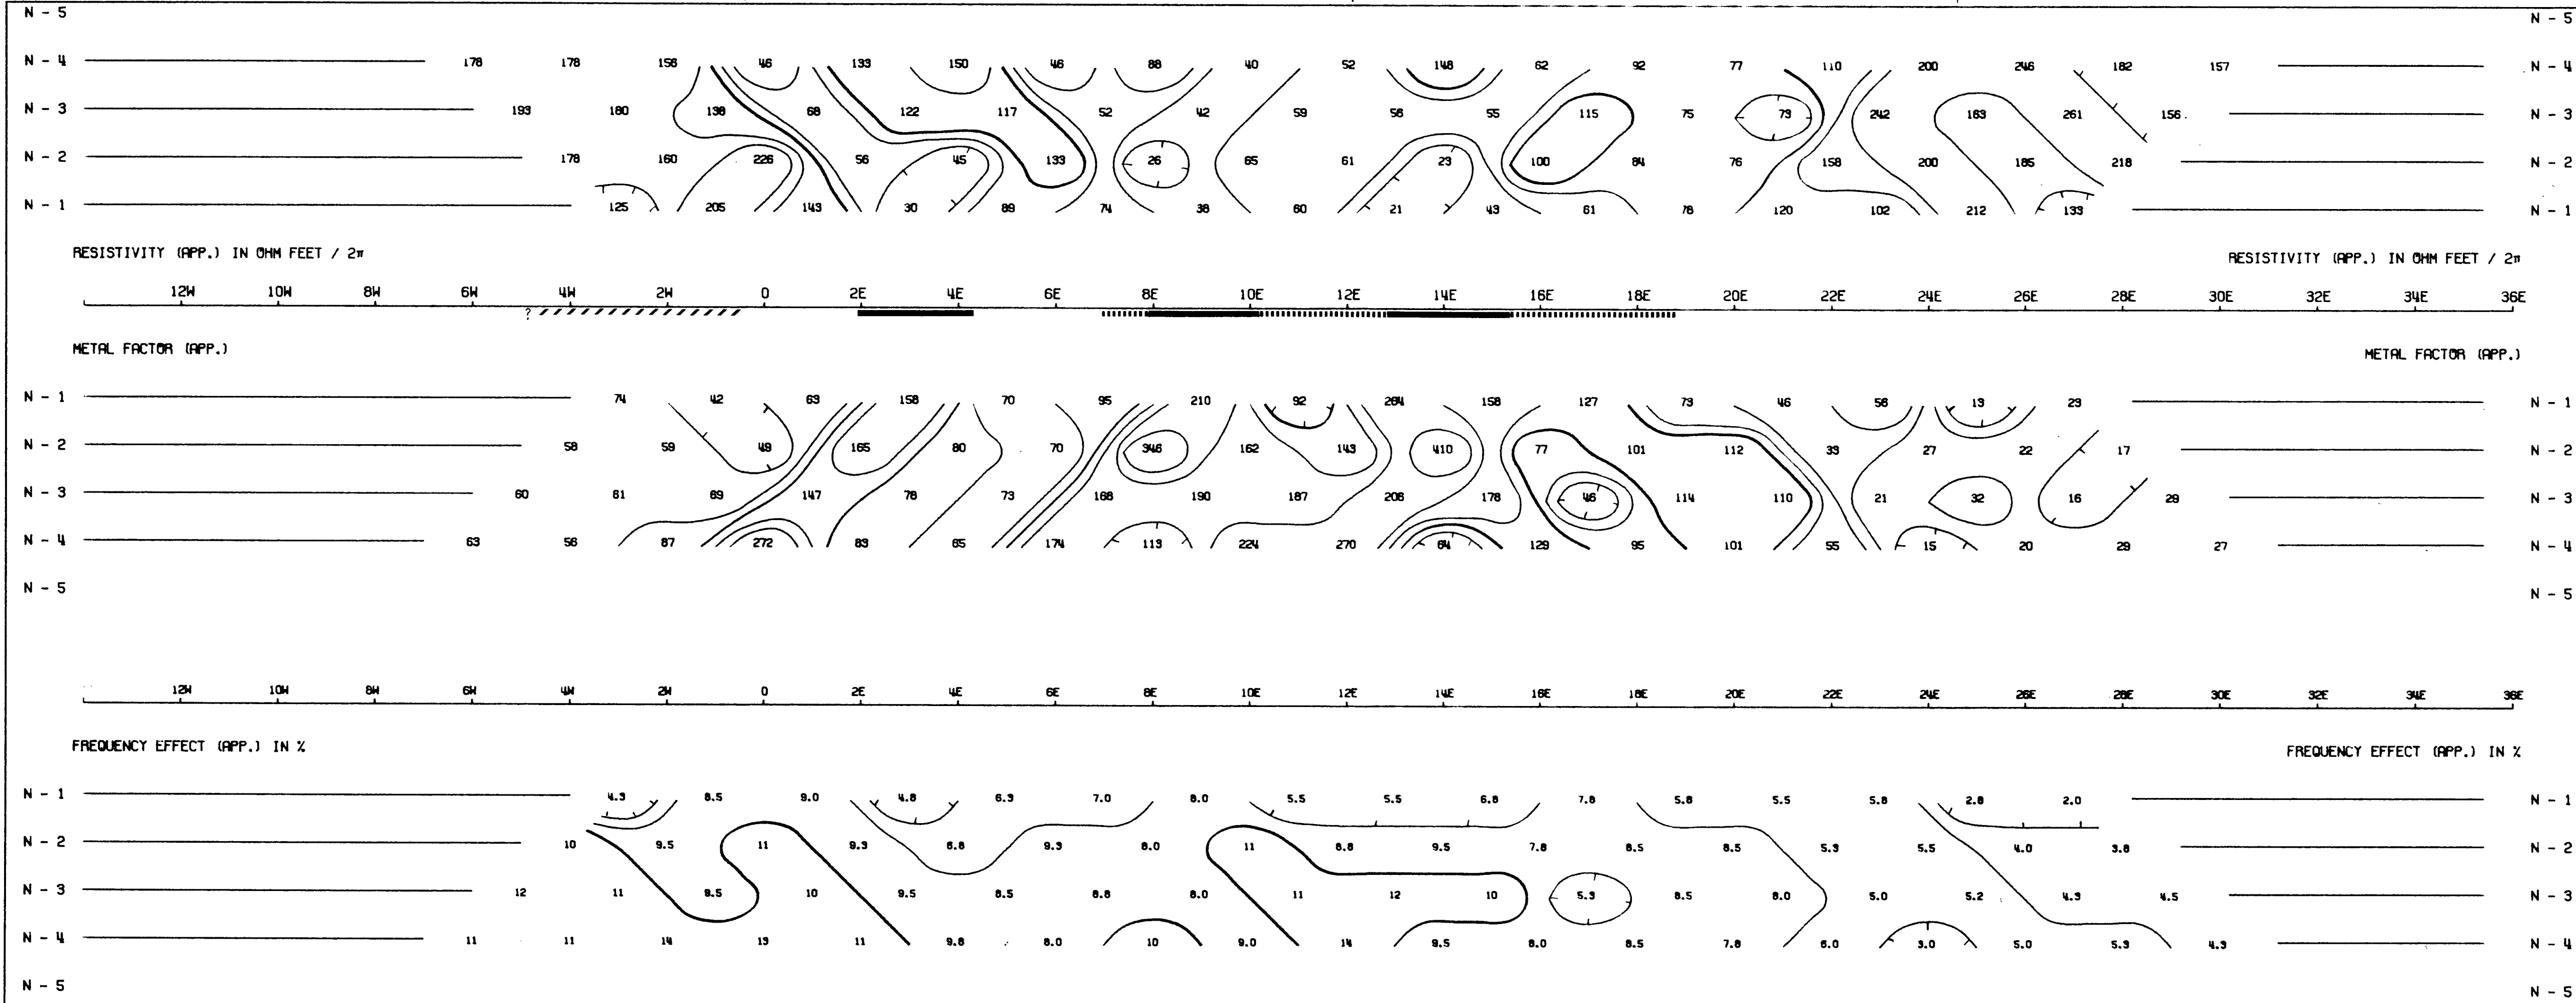 N - 5 N - 5
N - 4 178 178 156 46 133 150 46 88 40 52 148 62 92 77 110 200 246 182 157 N - 4
N - 3 193 180 138 68 122 117 52 42 59 56 55 115 75 73 242 163 261 156 N - 3
N - 2 178 160 226 56 45 133 26 65 61 23 100 84 76 158 200 185 218 N - 2
N - 1 125 205 143 30 89 74 38 60 21 43 61 78 120 102 212 133 N - 1
RESISTIVITY (APP.) IN OHM FEET / 2π RESISTIVITY (APP.) IN OHM FEET / 2π
12W 10W 8W 6W 4W 2W 0 2E 4E 6E 8E 10E 12E 14E 16E 18E 20E 22E 24E 26E 28E 30E 32E 34E 36E
?
METAL FACTOR (APP.) METAL FACTOR (APP.)
N - 1 74 42 63 158 70 95 210 92 264 158 127 73 46 56 13 23 N - 1
N - 2 58 59 49 165 80 70 346 162 143 410 77 101 112 33 27 22 17 N - 2
N - 3 60 61 69 147 78 73 168 190 187 206 178 46 114 110 21 32 16 29 N - 3
N - 4 63 56 87 272 83 65 174 113 224 270 64 129 95 101 55 15 20 29 27 N - 4
N - 5 N - 5
12W 10W 8W 6W 4W 2W 0 2E 4E 6E 8E 10E 12E 14E 16E 18E 20E 22E 24E 26E 28E 30E 32E 34E 36E
FREQUENCY EFFECT (APP.) IN % FREQUENCY EFFECT (APP.) IN %
N - 1 4.3 8.5 9.0 4.8 6.3 7.0 8.0 5.5 5.5 6.8 7.8 5.8 5.5 5.8 2.8 2.0 N - 1
N - 2 10 9.5 11 9.3 6.8 9.3 8.0 11 8.8 9.5 7.8 8.5 8.5 5.3 5.5 4.0 3.8 N - 2
N - 3 12 11 9.5 10 9.5 8.5 8.8 8.0 11 12 10 5.3 8.5 8.0 5.0 5.2 4.3 4.5 N - 3
N - 4 11 11 14 13 11 9.8 8.0 10 9.0 14 9.5 8.0 8.5 7.8 6.0 3.0 5.0 5.3 4.3 N - 4
N - 5 N - 5